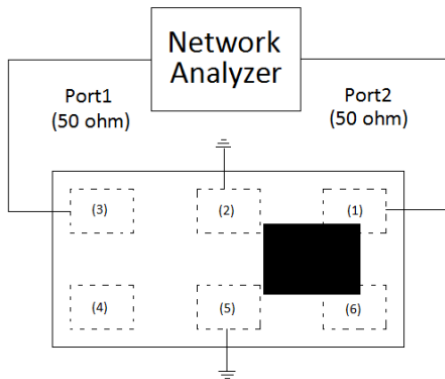 Network
Analyzer
Port1
(50 ohm)
Port2
(50 ohm)
(3)
(2)
(1)
(4)
(5)
(6)